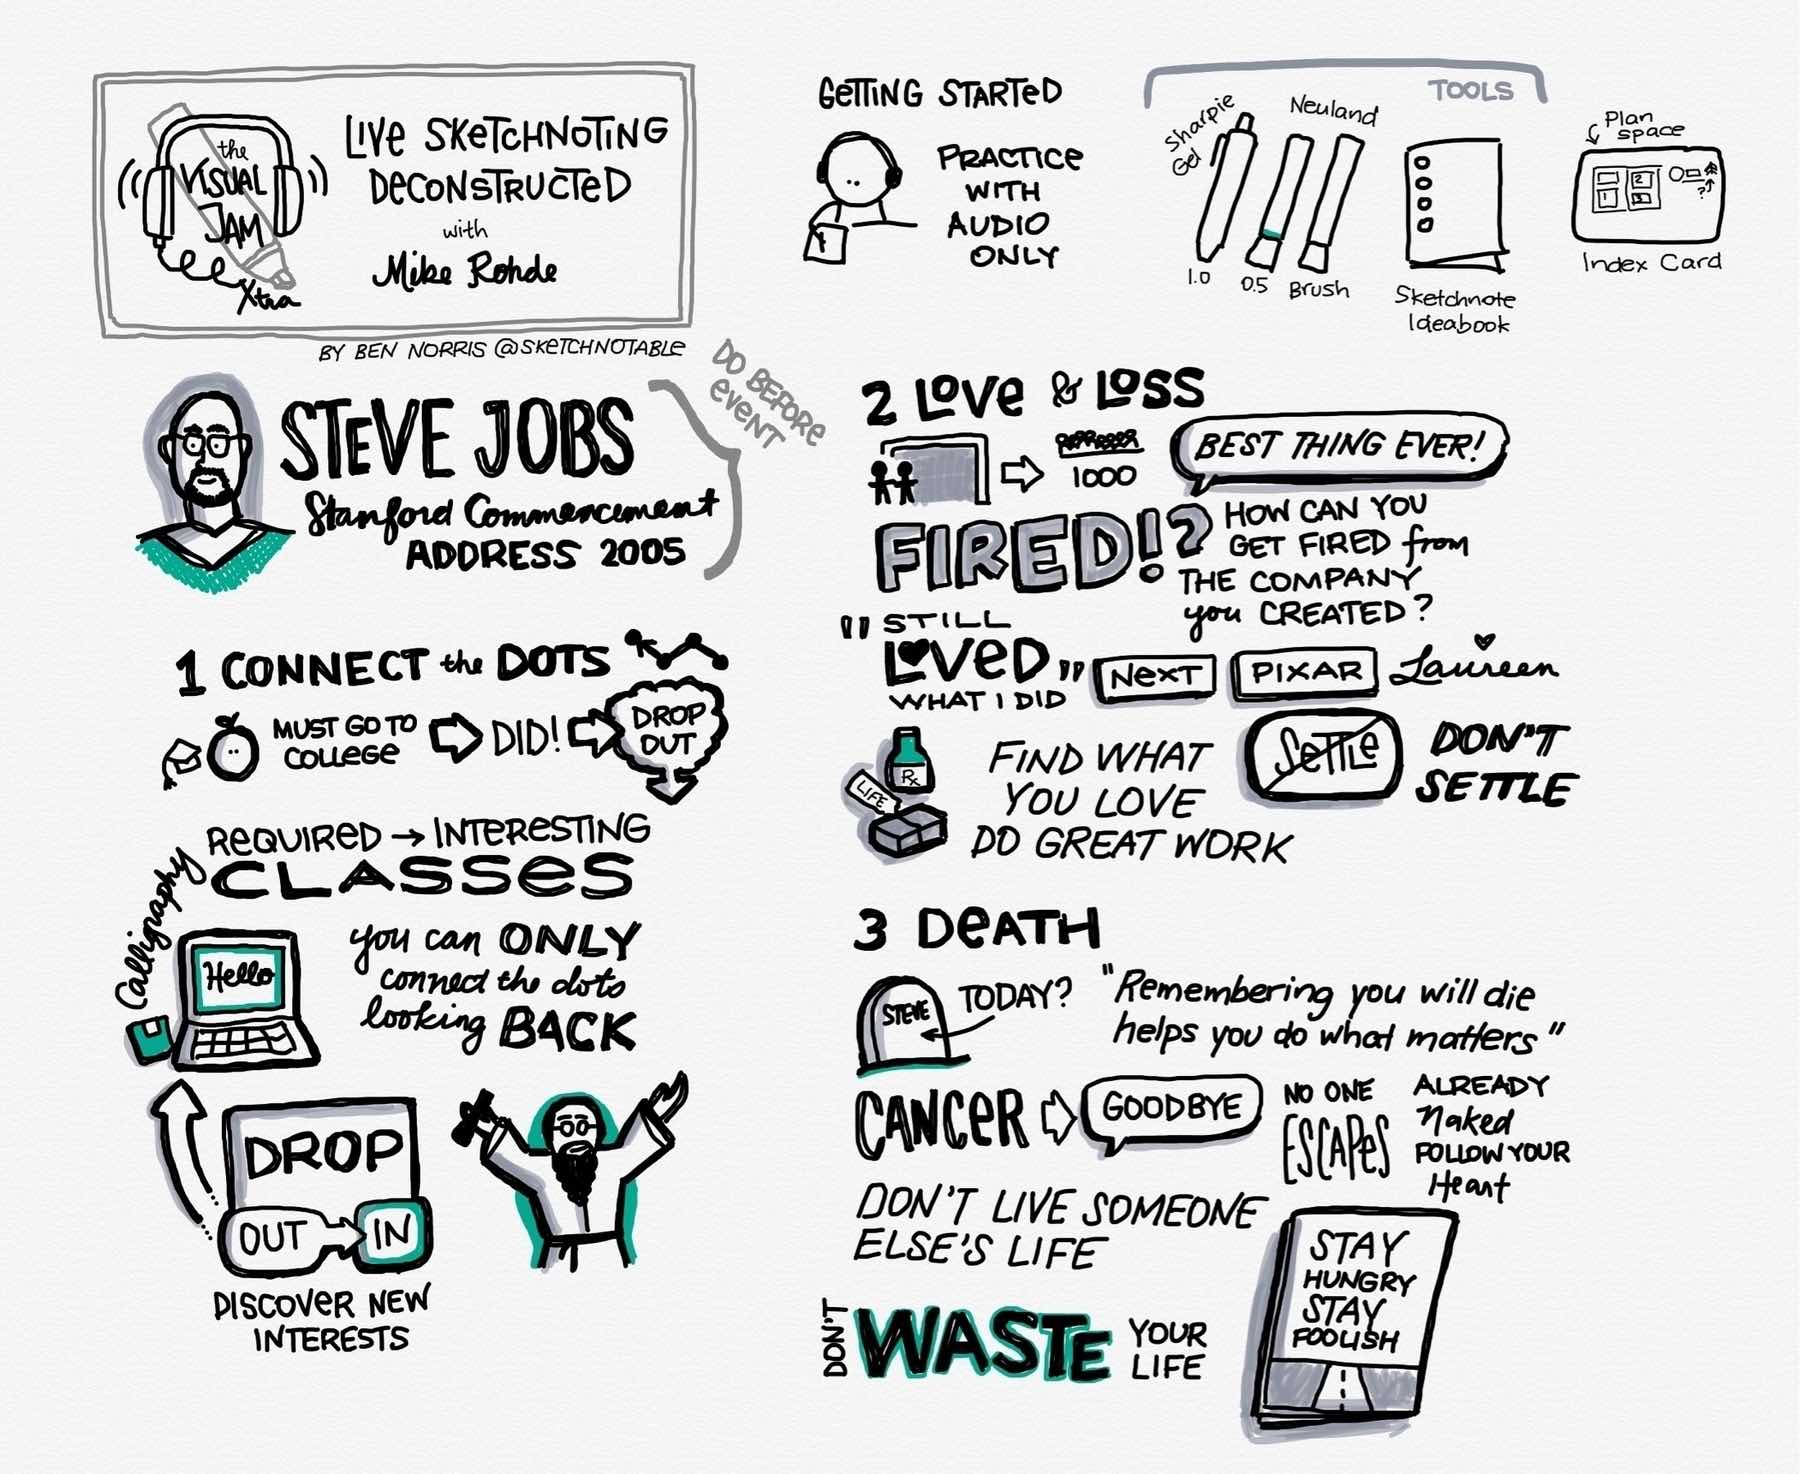 the
VISUAL
JAM
Xtra
LIVE SKETCHNOTING
DECONSTRUCTED
with
Mike Rohde
BY BEN NORRIS @SKETCHNOTABLE
GETTING STARTED
PRACTICE
WITH
AUDIO
ONLY
TOOLS
Sharpie
Gel
Neuland
1.0
0.5
Brush
Sketchnote
Ideabook
Plan
space
1
2
3
?
Index Card
DO BEFORE
EVENT
STEVE JOBS
Stanford Commencement
ADDRESS 2005
1 CONNECT the DOTS
MUST GO TO
COLLEGE
DID!
DROP
OUT
REQUIRED → INTERESTING
CLASSES
Calligraphy
Hello
you can ONLY
connect the dots
looking BACK
DROP
OUT
IN
DISCOVER NEW
INTERESTS
2 LOVE & LOSS
1000
BEST THING EVER!
FIRED!?
HOW CAN YOU
GET FIRED from
THE COMPANY
you CREATED?
"STILL
LOVED"
WHAT I DID
NeXT
PIXAR
Laureen
Rx
LIFE
FIND WHAT
YOU LOVE
DO GREAT WORK
SETTLE
DON'T
SETTLE
3 DEATH
STEVE
TODAY?
"Remembering you will die
helps you do what matters"
CANCER
GOODBYE
NO ONE
ESCAPES
ALREADY
Naked
FOLLOW YOUR
Heart
DON'T LIVE SOMEONE
ELSE'S LIFE
DON'T
WASTE
YOUR
LIFE
STAY
HUNGRY
STAY
FOOLISH